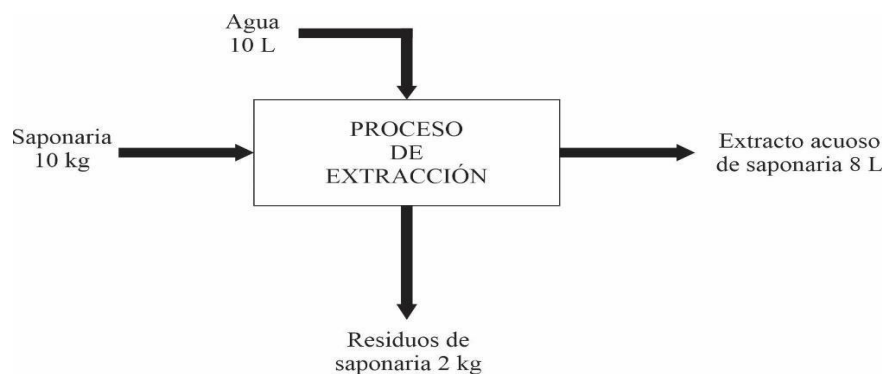 Agua
10 L
Saponaria
10 kg
PROCESO
DE
EXTRACCIÓN
Extracto acuoso
de saponaria 8 L
Residuos de
saponaria 2 kg